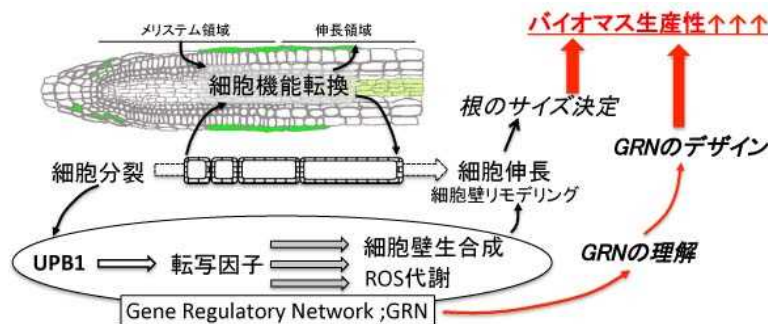 メリステム領域
伸長領域
バイオマス生産性↑↑↑
細胞機能転換
根のサイズ決定
GRNのデザイン
細胞分裂
細胞伸長
細胞壁リモデリング
GRNの理解
UPB1
転写因子
細胞壁生合成
ROS代謝
Gene Regulatory Network ;GRN